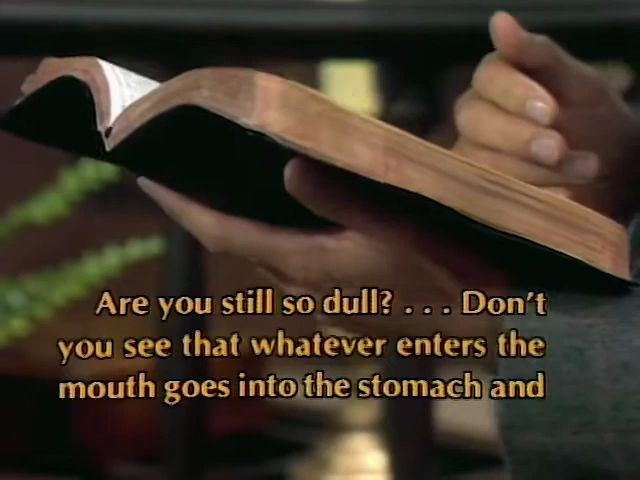 Are you still so dull? . . . Don't
you see that whatever enters the
mouth goes into the stomach and